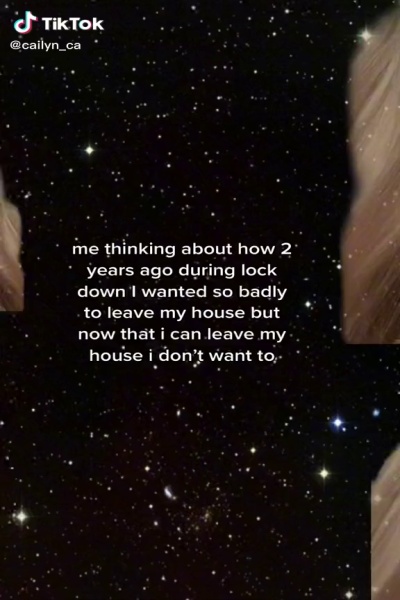 TikTok
@cailyn_ca
me thinking about how 2
years ago during lock
down I wanted so badly
to leave my house but
now that i can leave my
house i don't want to